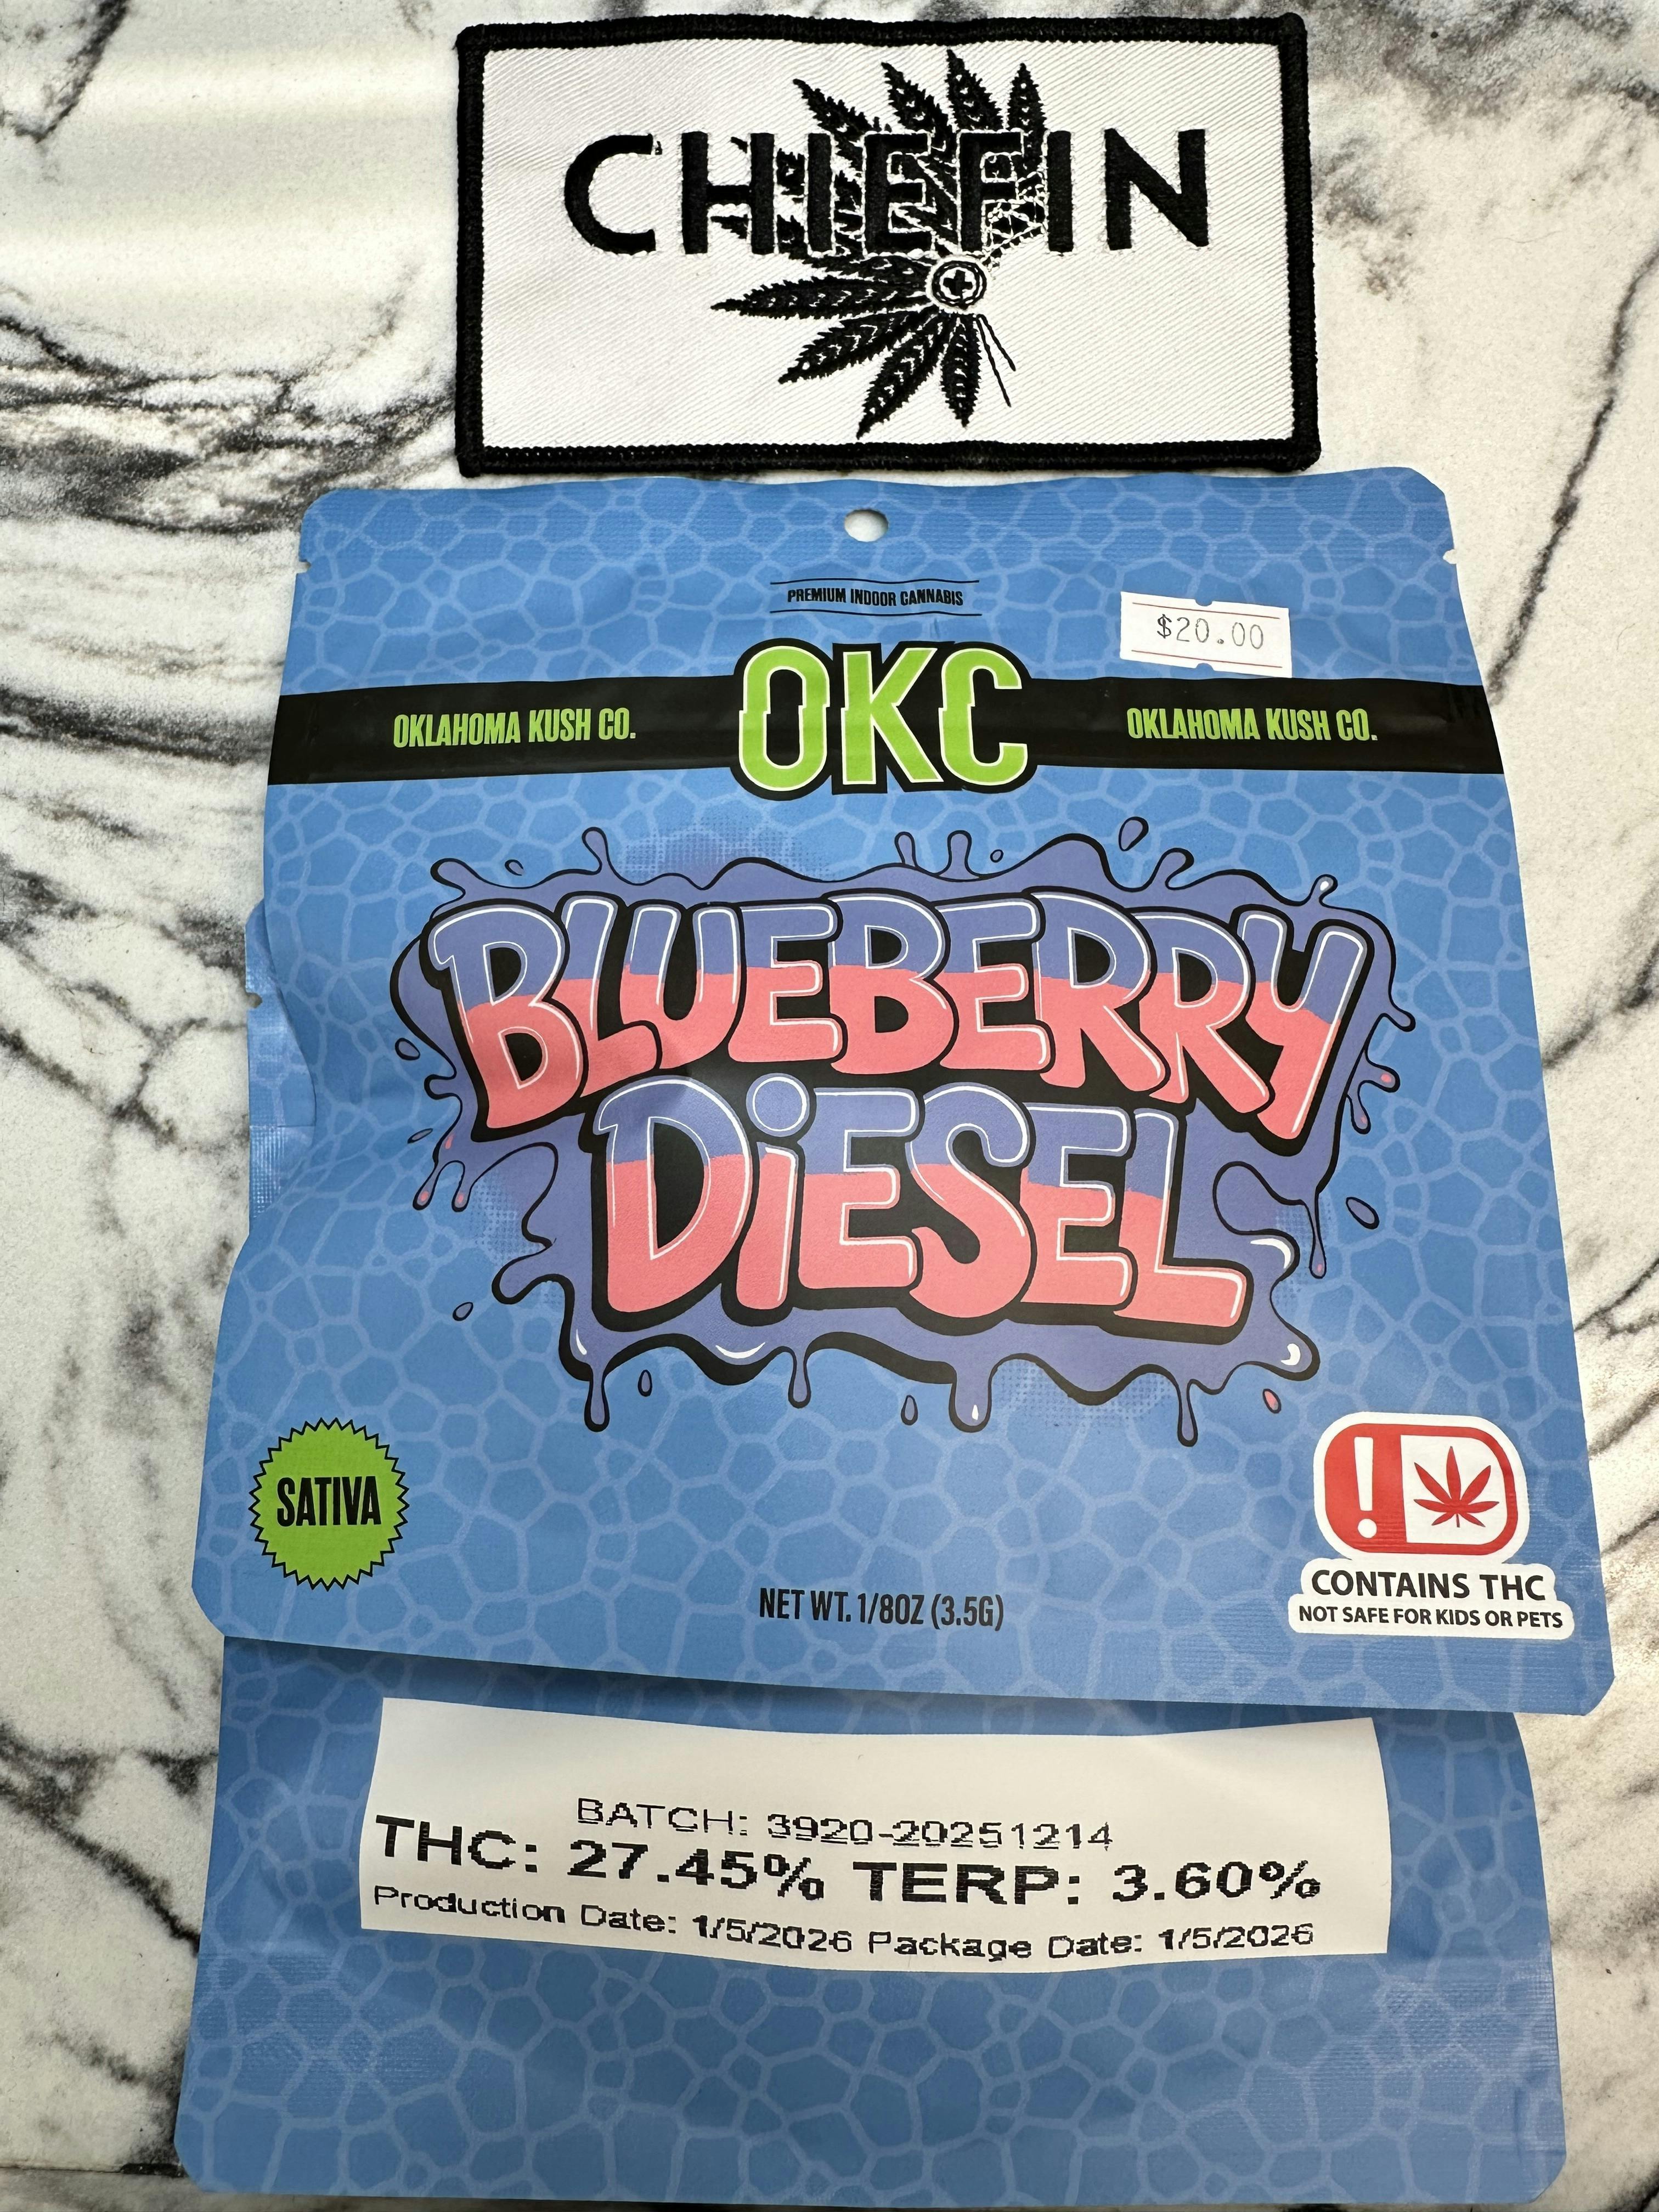 CHIEFIN
PREMIUM INDOOR CANNABIS
$20.00
OKLAHOMA KUSH CO.
OKC
OKLAHOMA KUSH CO.
BLUEBERRY
DiESEL
SATIVA
CONTAINS THC
NOT SAFE FOR KIDS OR PETS
NET WT. 1/8OZ (3.5G)
BATCH: 3920-20251214
THC: 27.45% TERP: 3.60%
Production Date: 1/5/2026 Package Date: 1/5/2026